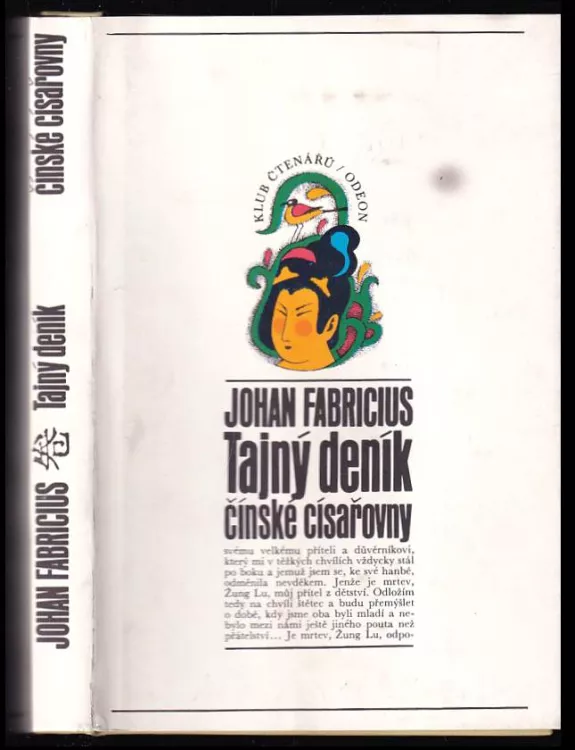 JOHAN FABRICIUS 卷 Tajný deník čínské císařovny
KLUB ČTENÁŘŮ / ODEON
JOHAN FABRICIUS
Tajný deník
čínské císařovny
svému velkému příteli a důvěrníkovi,
který mi v těžkých chvílích vždycky stál
po boku a jemuž jsem se, ke své hanbě,
odměnila nevděkem. Jenže je mrtev,
Žung Lu, můj přítel z dětství. Odložím
tedy na chvíli štětec a budu přemýšlet
o době, kdy jsme oba byli mladí a ne-
bylo mezi námi ještě jiného pouta než
přátelství... Je mrtev, Žung Lu, odpo-